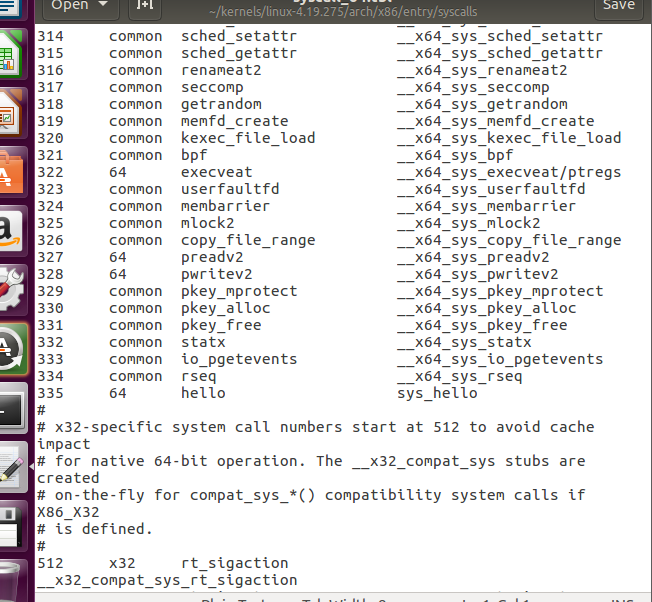 Open
Save
~/kernels/linux-4.19.275/arch/x86/entry/syscalls
314 common sched_setattr __x64_sys_sched_setattr
315 common sched_getattr __x64_sys_sched_getattr
316 common renameat2 __x64_sys_renameat2
317 common seccomp __x64_sys_seccomp
318 common getrandom __x64_sys_getrandom
319 common memfd_create __x64_sys_memfd_create
320 common kexec_file_load __x64_sys_kexec_file_load
321 common bpf __x64_sys_bpf
322 64 execveat __x64_sys_execveat/ptregs
323 common userfaultfd __x64_sys_userfaultfd
324 common membarrier __x64_sys_membarrier
325 common mlock2 __x64_sys_mlock2
326 common copy_file_range __x64_sys_copy_file_range
327 64 preadv2 __x64_sys_preadv2
328 64 pwritev2 __x64_sys_pwritev2
329 common pkey_mprotect __x64_sys_pkey_mprotect
330 common pkey_alloc __x64_sys_pkey_alloc
331 common pkey_free __x64_sys_pkey_free
332 common statx __x64_sys_statx
333 common io_pgetevents __x64_sys_io_pgetevents
334 common rseq __x64_sys_rseq
335 64 hello sys_hello
#
# x32-specific system call numbers start at 512 to avoid cache
impact
# for native 64-bit operation. The __x32_compat_sys stubs are
created
# on-the-fly for compat_sys_*() compatibility system calls if
X86_X32
# is defined.
#
512 x32 rt_sigaction
__x32_compat_sys_rt_sigaction